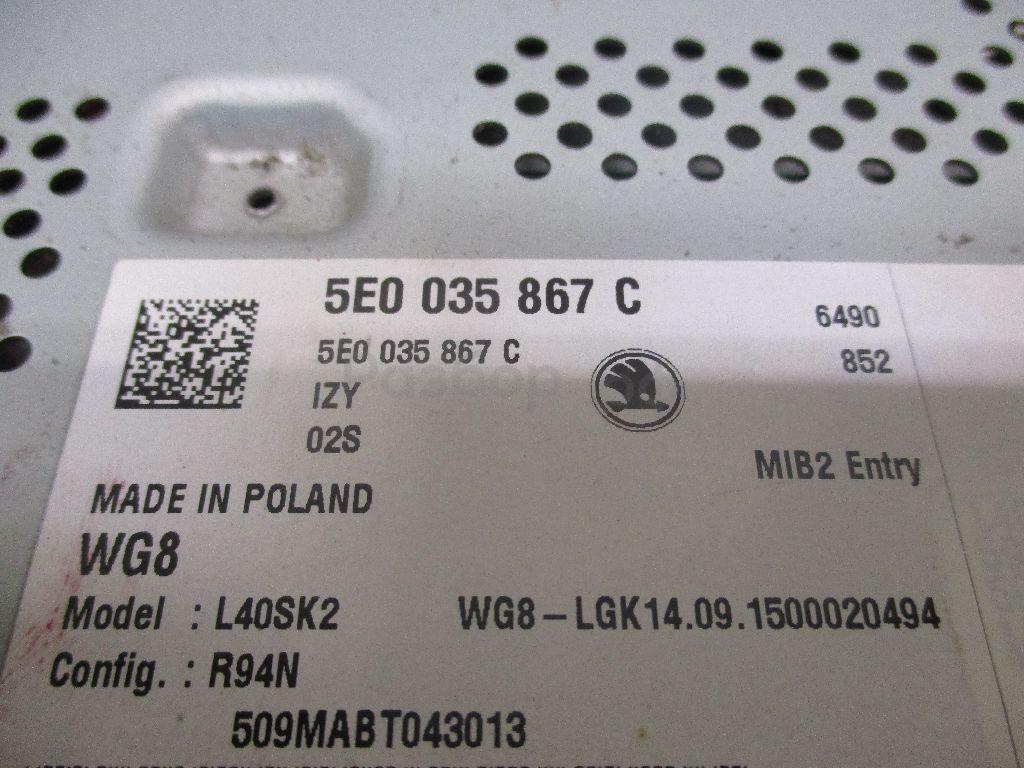 5E0 035 867 C
6490
5E0 035 867 C
852
IZY
Разбор
02S
MIB2 Entry
MADE IN POLAND
WG8
Model : L40SK2 WG8-LGK14.09.1500020494
Config. : R94N
509MABT043013